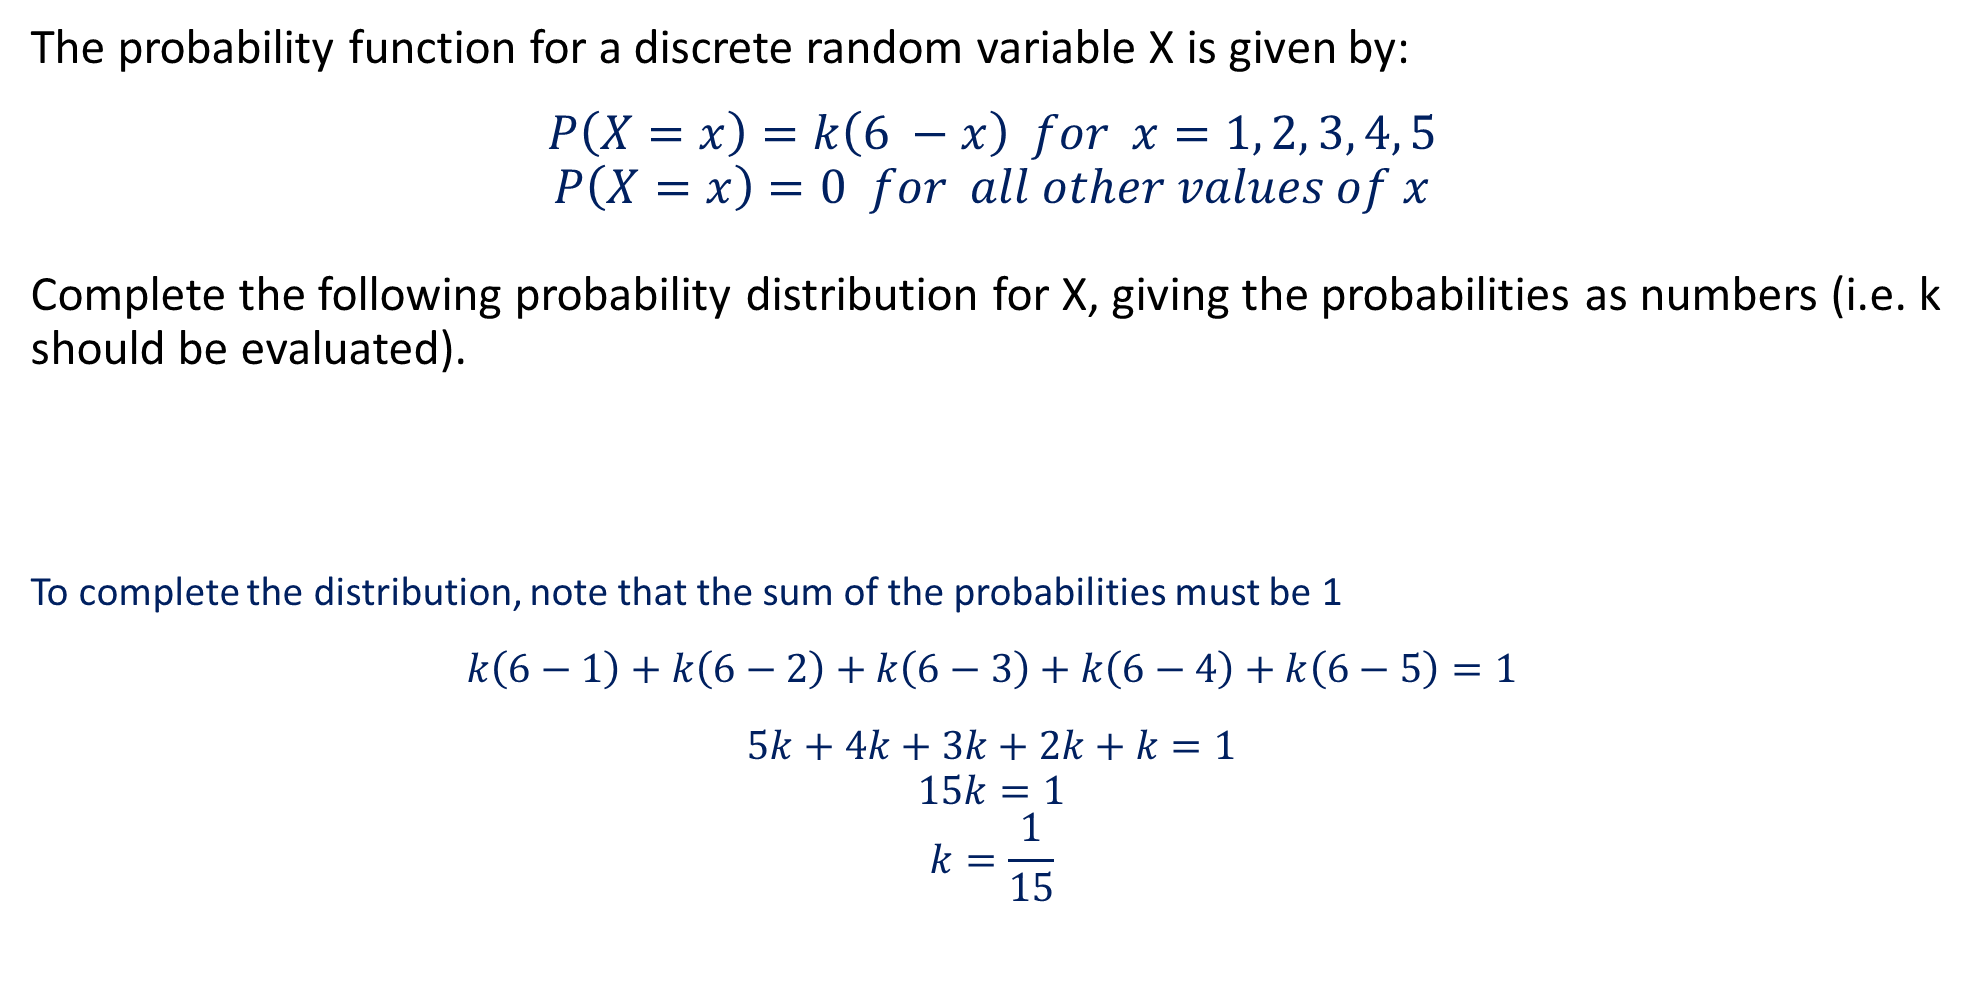 The probability function for a discrete random variable X is given by:
P(X = x) = k(6 − x) for x = 1, 2, 3, 4, 5
P(X = x) = 0 for all other values of x
Complete the following probability distribution for X, giving the probabilities as numbers (i.e. k
should be evaluated).
To complete the distribution, note that the sum of the probabilities must be 1
k(6 − 1) + k(6 − 2) + k(6 − 3) + k(6 − 4) + k(6 − 5) = 1
5k + 4k + 3k + 2k + k = 1
15k = 1
k = 1/15